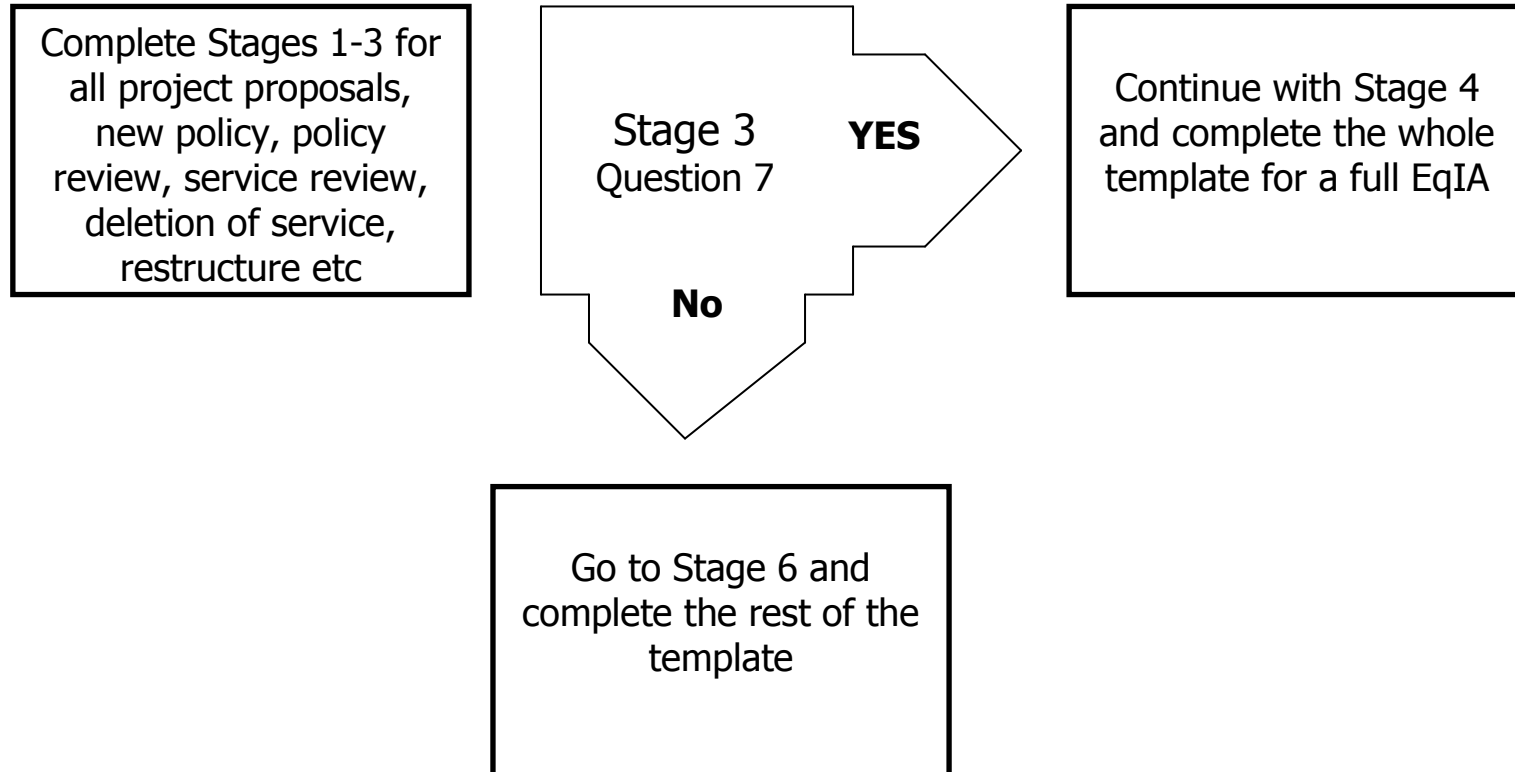 Complete Stages 1-3 for
all project proposals,
new policy, policy
review, service review,
deletion of service,
restructure etc
Stage 3
Question 7
YES
No
Continue with Stage 4
and complete the whole
template for a full EqIA
Go to Stage 6 and
complete the rest of the
template